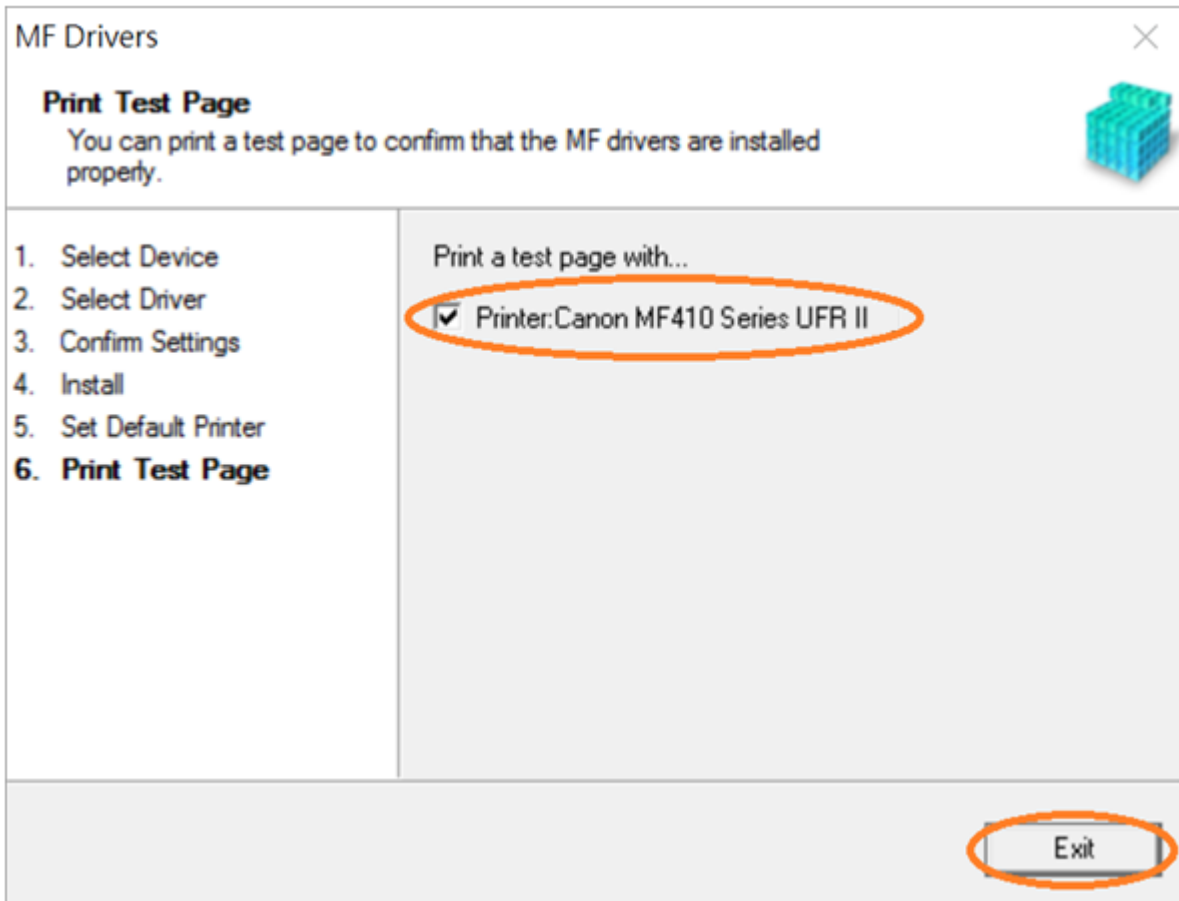 MF Drivers
Print Test Page
You can print a test page to confirm that the MF drivers are installed
properly.
1. Select Device
2. Select Driver
3. Confirm Settings
4. Install
5. Set Default Printer
6. Print Test Page
Print a test page with...
Printer:Canon MF410 Series UFR II
Exit